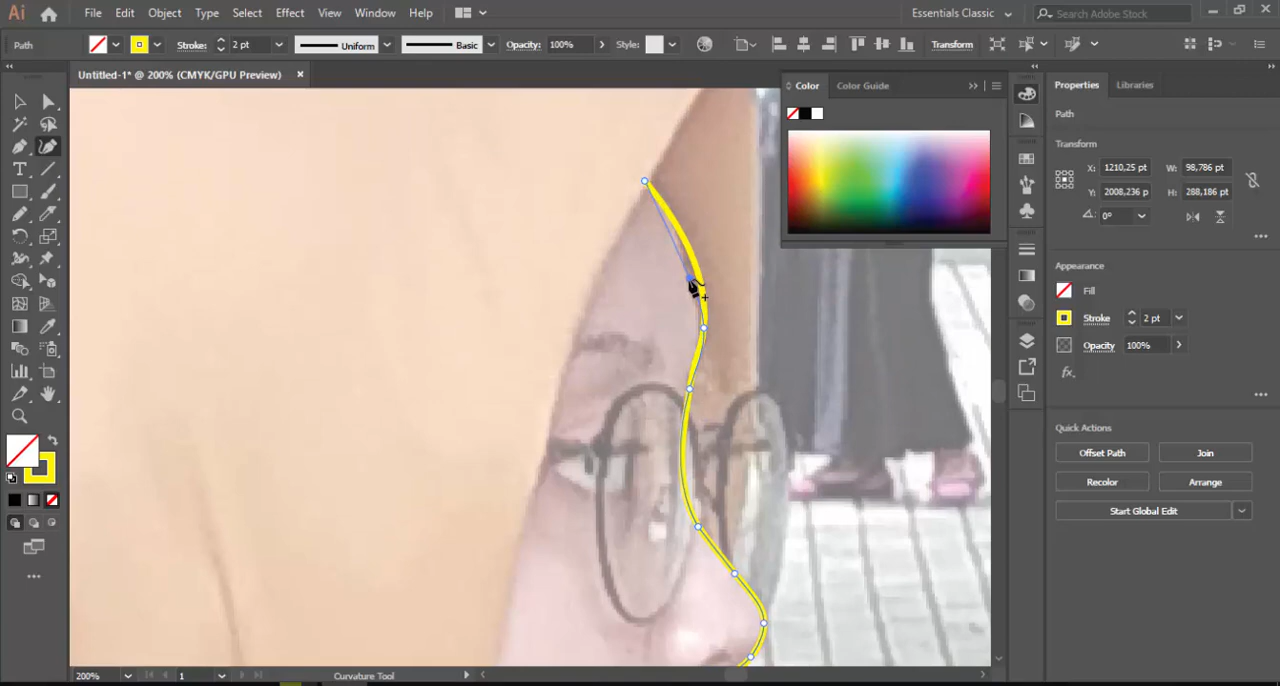 Ai File Edit Object Type Select Effect View Window Help Essentials Classic Search Adobe Stock
Path Stroke: 2 pt Uniform Basic Opacity: 100% Style: Transform
Untitled-1* @ 200% (CMYK/GPU Preview) ×
Color Color Guide
Properties Libraries
Path
Transform
X: 1210,25 pt W: 98,786 pt
Y: 2008,236 p H: 288,186 pt
0°
Appearance
Fill
Stroke 2 pt
Opacity 100%
fx
Quick Actions
Offset Path Join
Recolor Arrange
Start Global Edit
200% 1 Curvature Tool